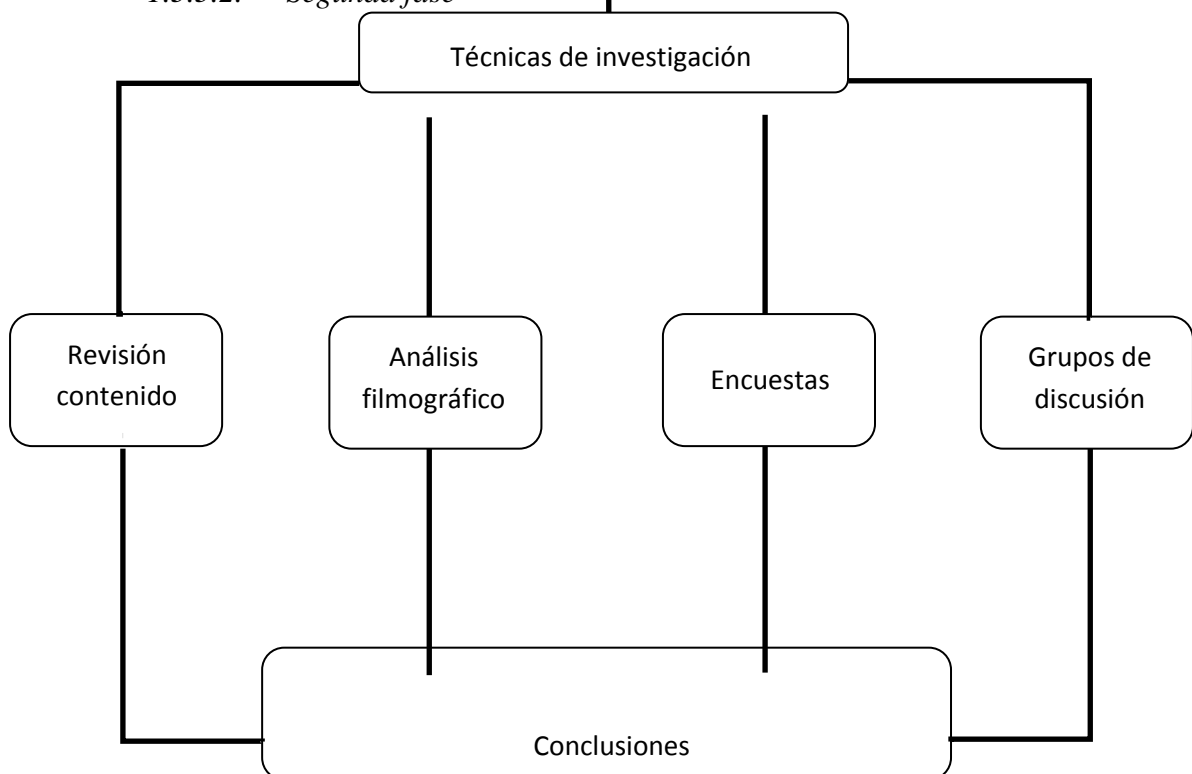 Segunda fase
Técnicas de investigación
Revisión
contenido
Análisis
filmográfico
Encuestas
Grupos de
discusión
Conclusiones